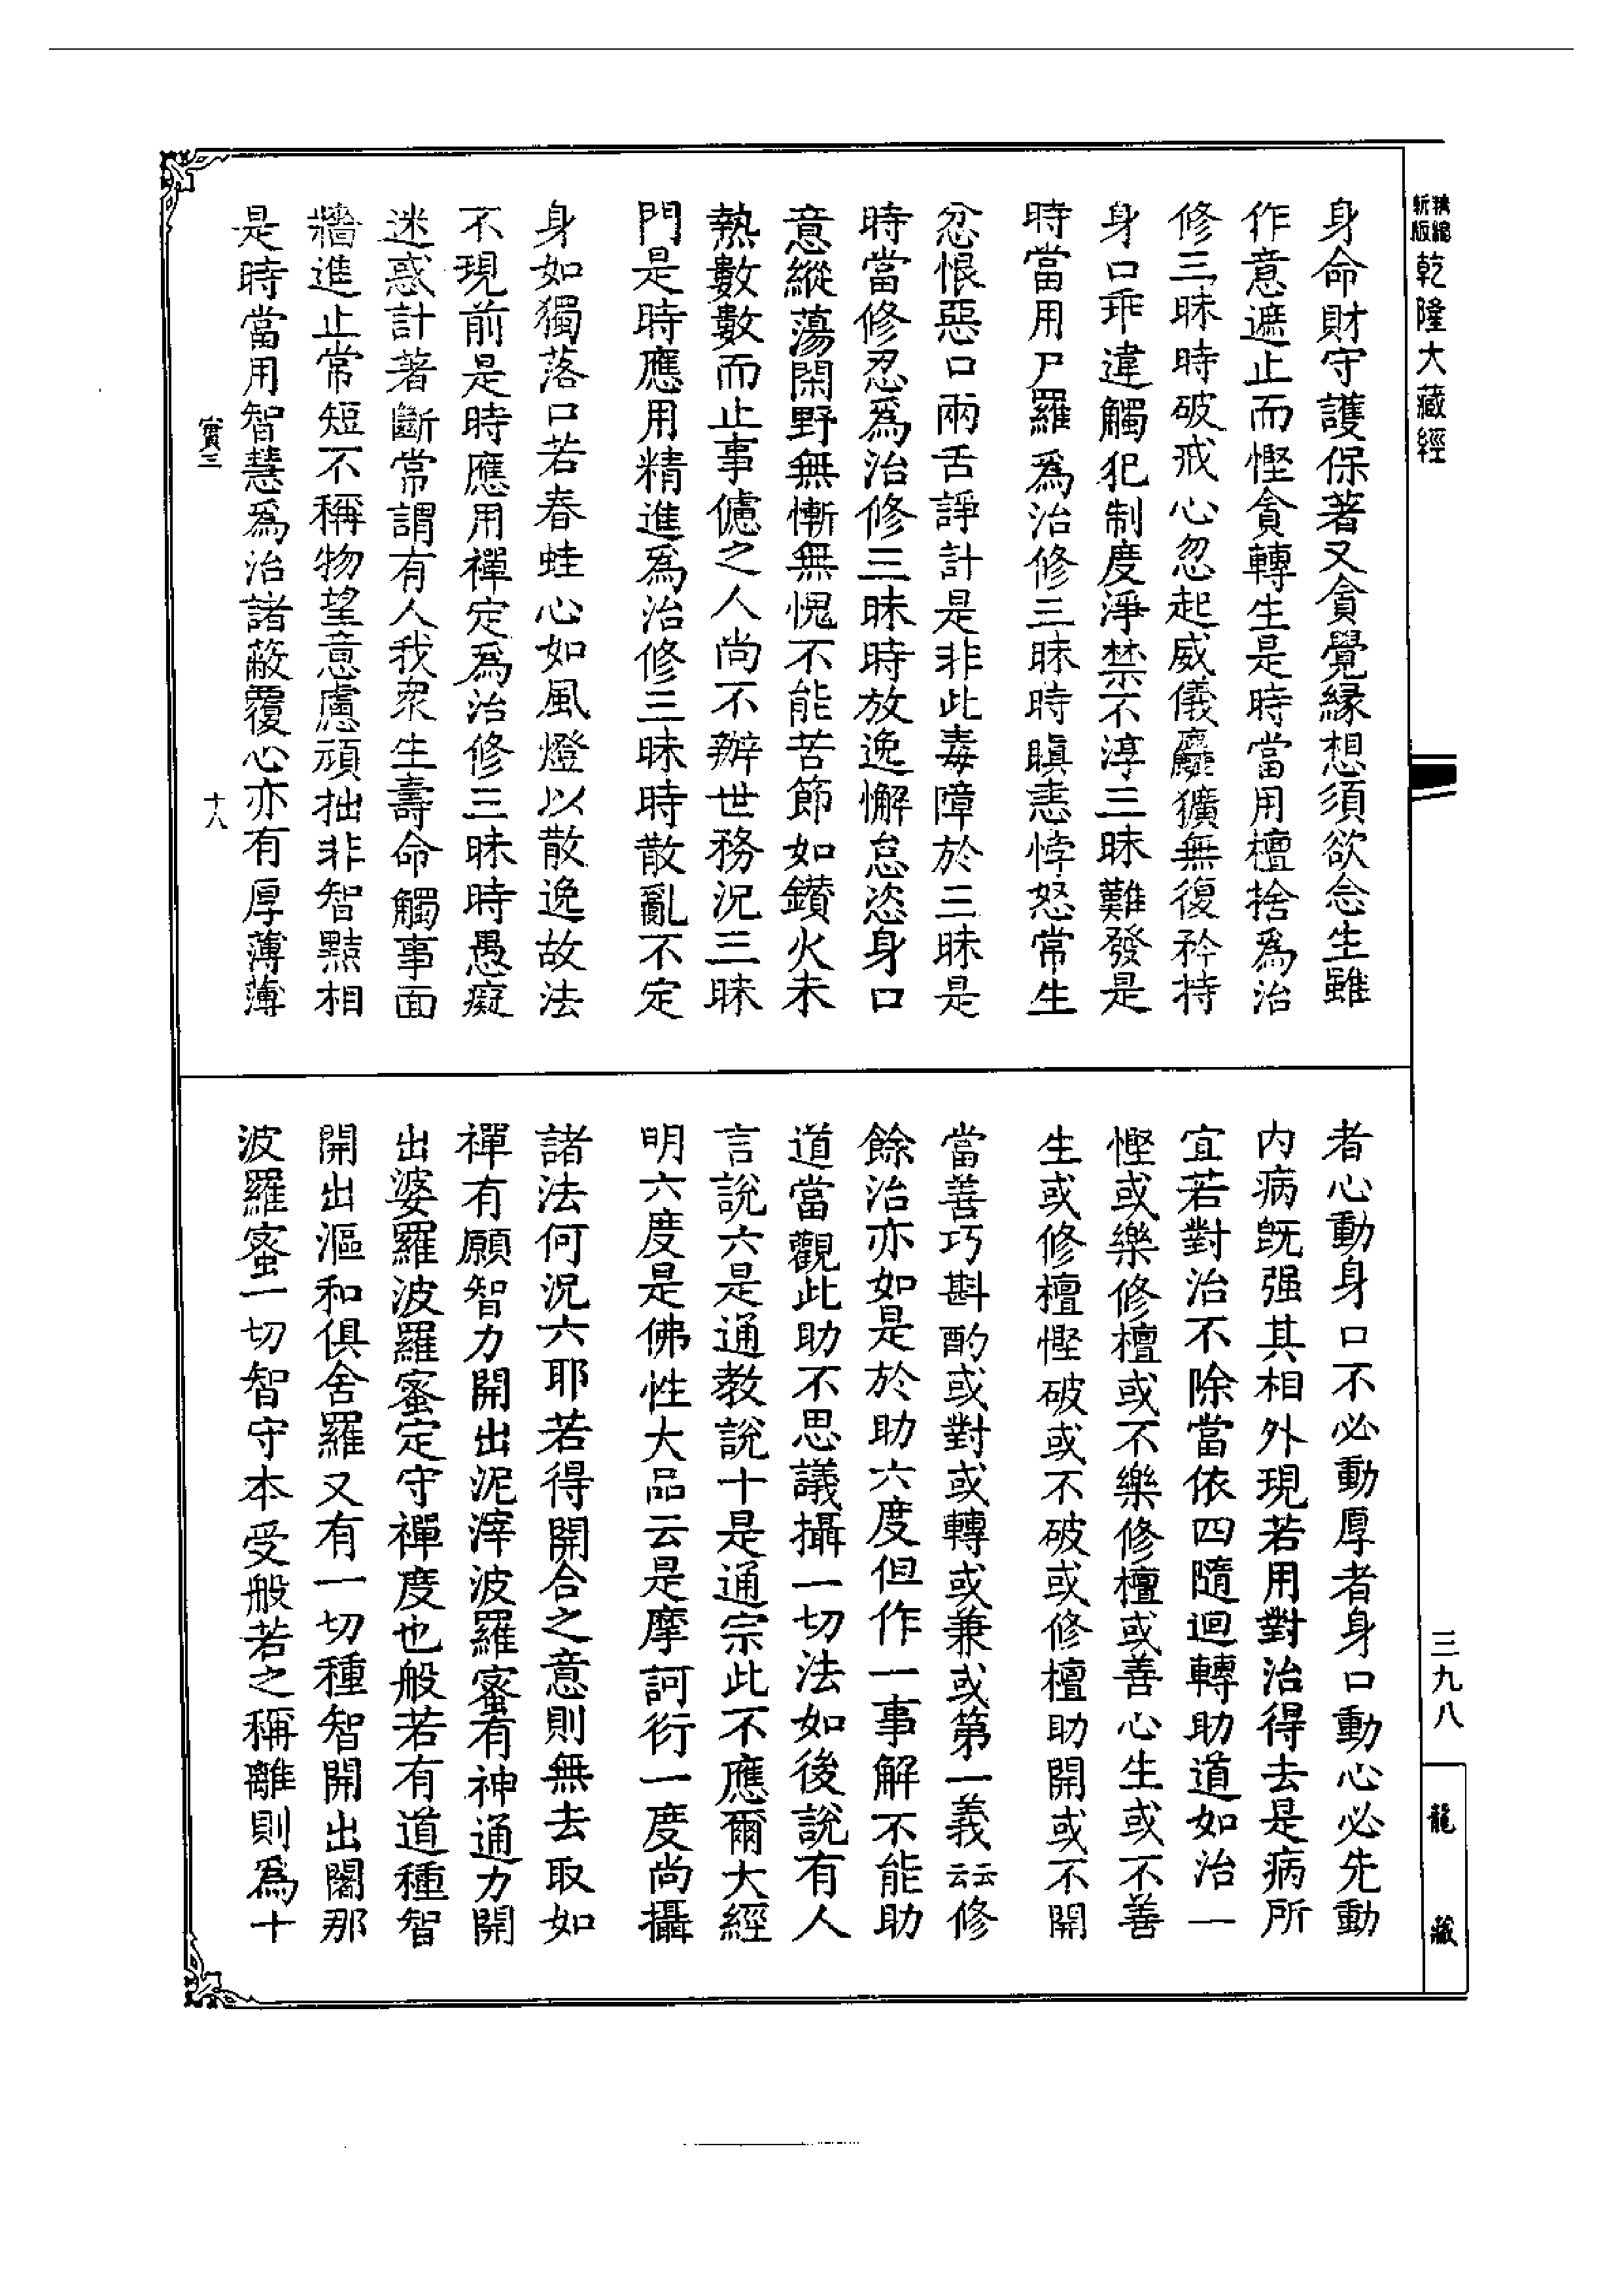 新編
縮版
乾隆大藏經
身命財守護保著又貪覺緣想須欲念生雖
作意遮止而慳貪轉生是時當用檀捨爲治
修三昧時破戒心忽起威儀麤獷無復矜持
身口乖違觸犯制度淨禁不淳三昧難發是
時當用尸羅爲治修三昧時瞋恚悖怒常生
忿恨惡口兩舌諍計是非此毒障於三昧是
時當修忍爲治修三昧時放逸懈怠恣身口
意縱蕩閑野無慚無愧不能苦節如鑽火未
熱數數而止事儢之人尚不辦世務況三昧
門是時應用精進爲治修三昧時散亂不定
身如獨落口若春蛙心如風燈以散逸故法
不現前是時應用禪定爲治修三昧時愚癡
迷惑計著斷常謂有人我衆生壽命觸事面
牆進止常短不稱物望意慮頑拙非智黠相
是時當用智慧爲治諸蔽覆心亦有厚薄薄
實三
十八
者心動身口不必動厚者身口動心必先動
内病旣强其相外現若用對治得去是病所
宜若對治不除當依四隨迴轉助道如治一
慳或樂修檀或不樂修檀或善心生或不善
生或修檀慳破或不破或修檀助開或不開
當善巧斟酌或對或轉或兼或第一義云云修
餘治亦如是於助六度但作一事解不能助
道當觀此助不思議攝一切法如後說有人
言說六是通教說十是通宗此不應爾大經
明六度是佛性大品云是摩訶衍一度尚攝
諸法何況六耶若得開合之意則無去取如
禪有願智力開出泥滓波羅蜜有神通力開
出婆羅波羅蜜定守禪度也般若有道種智
開出漚和俱舍羅又有一切種智開出闍那
波羅蜜一切智守本受般若之稱離則爲十
三九八
龍藏